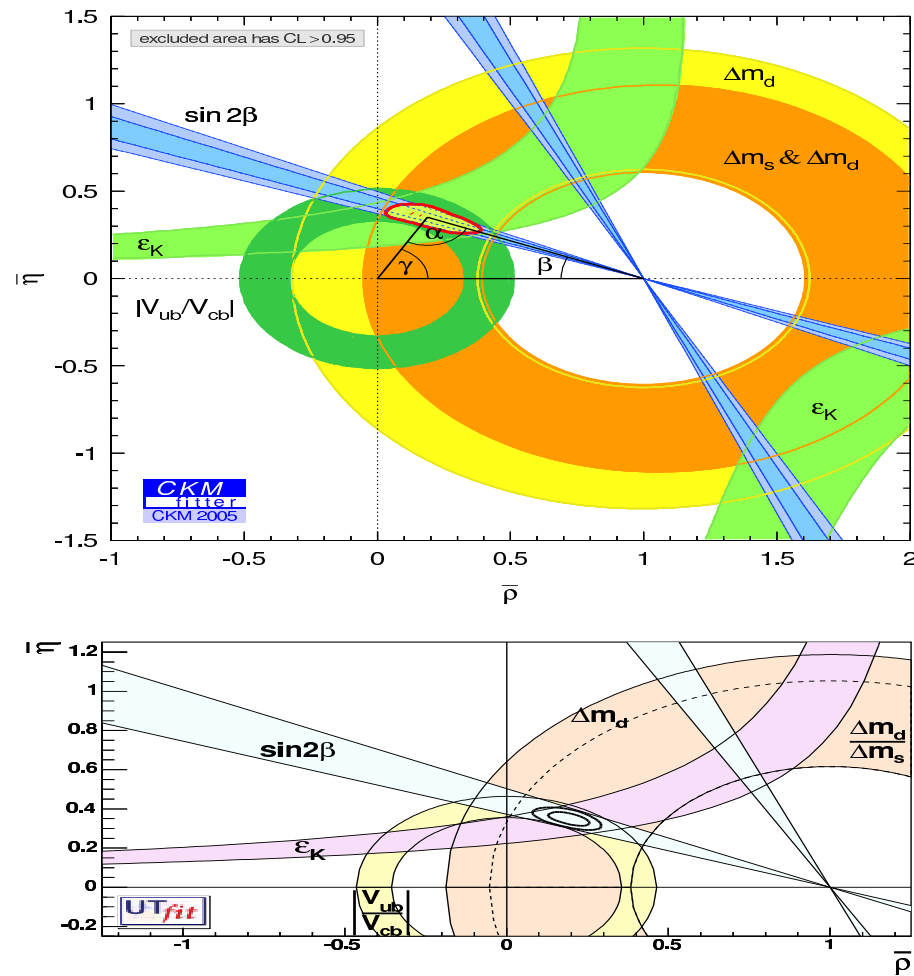 excluded area has CL > 0.95
1.5
1
0.5
0
-0.5
-1
-1.5
η̅
sin 2β
Δm_d
Δm_s & Δm_d
ε_K
α
γ
β
|V_ub/V_cb|
ε_K
CKM
fitter
CKM 2005
-1 -0.5 0 0.5 1 1.5 2
ρ̅
η̅
1.2
1
0.8
0.6
0.4
0.2
0
-0.2
sin2β
Δm_d
Δm_d
Δm_s
ε_K
UTfit
|V_ub
V_cb|
-1 -0.5 0 0.5 1
ρ̅